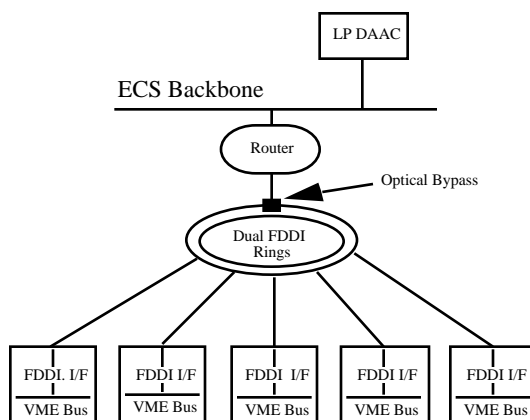 LP DAAC
ECS Backbone
Router
Optical Bypass
Dual FDDI
Rings
FDDI. I/F
VME Bus
FDDI I/F
VME Bus
FDDI I/F
VME Bus
FDDI I/F
VME Bus
FDDI I/F
VME Bus